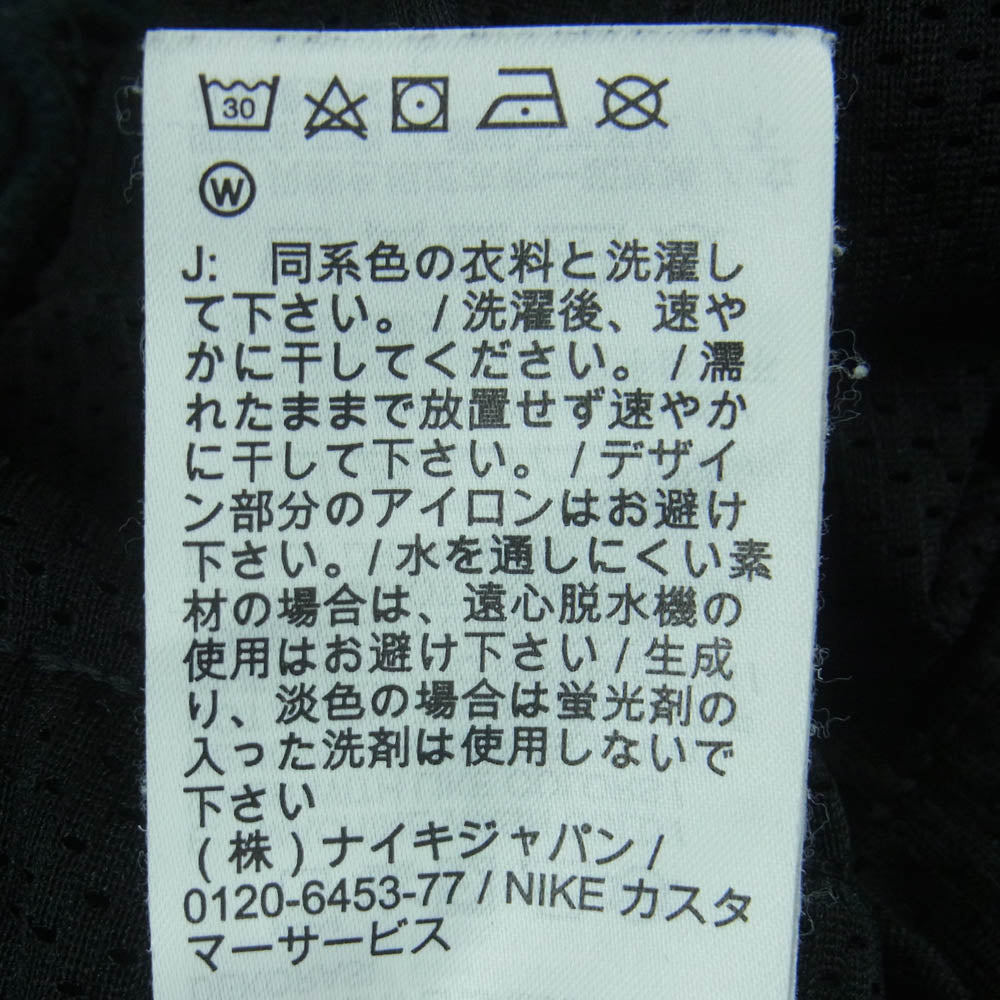 30
W
J: 同系色の衣料と洗濯し
て下さい。/洗濯後、速や
かに干してください。/濡
れたままで放置せず速やか
に干して下さい。/デザイ
ン部分のアイロンはお避け
下さい。/水を通しにくい素
材の場合は、遠心脱水機の
使用はお避け下さい/生成
り、淡色の場合は蛍光剤の
入った洗剤は使用しないで
下さい
(株)ナイキジャパン/
0120-6453-77/NIKE カスタ
マーサービス